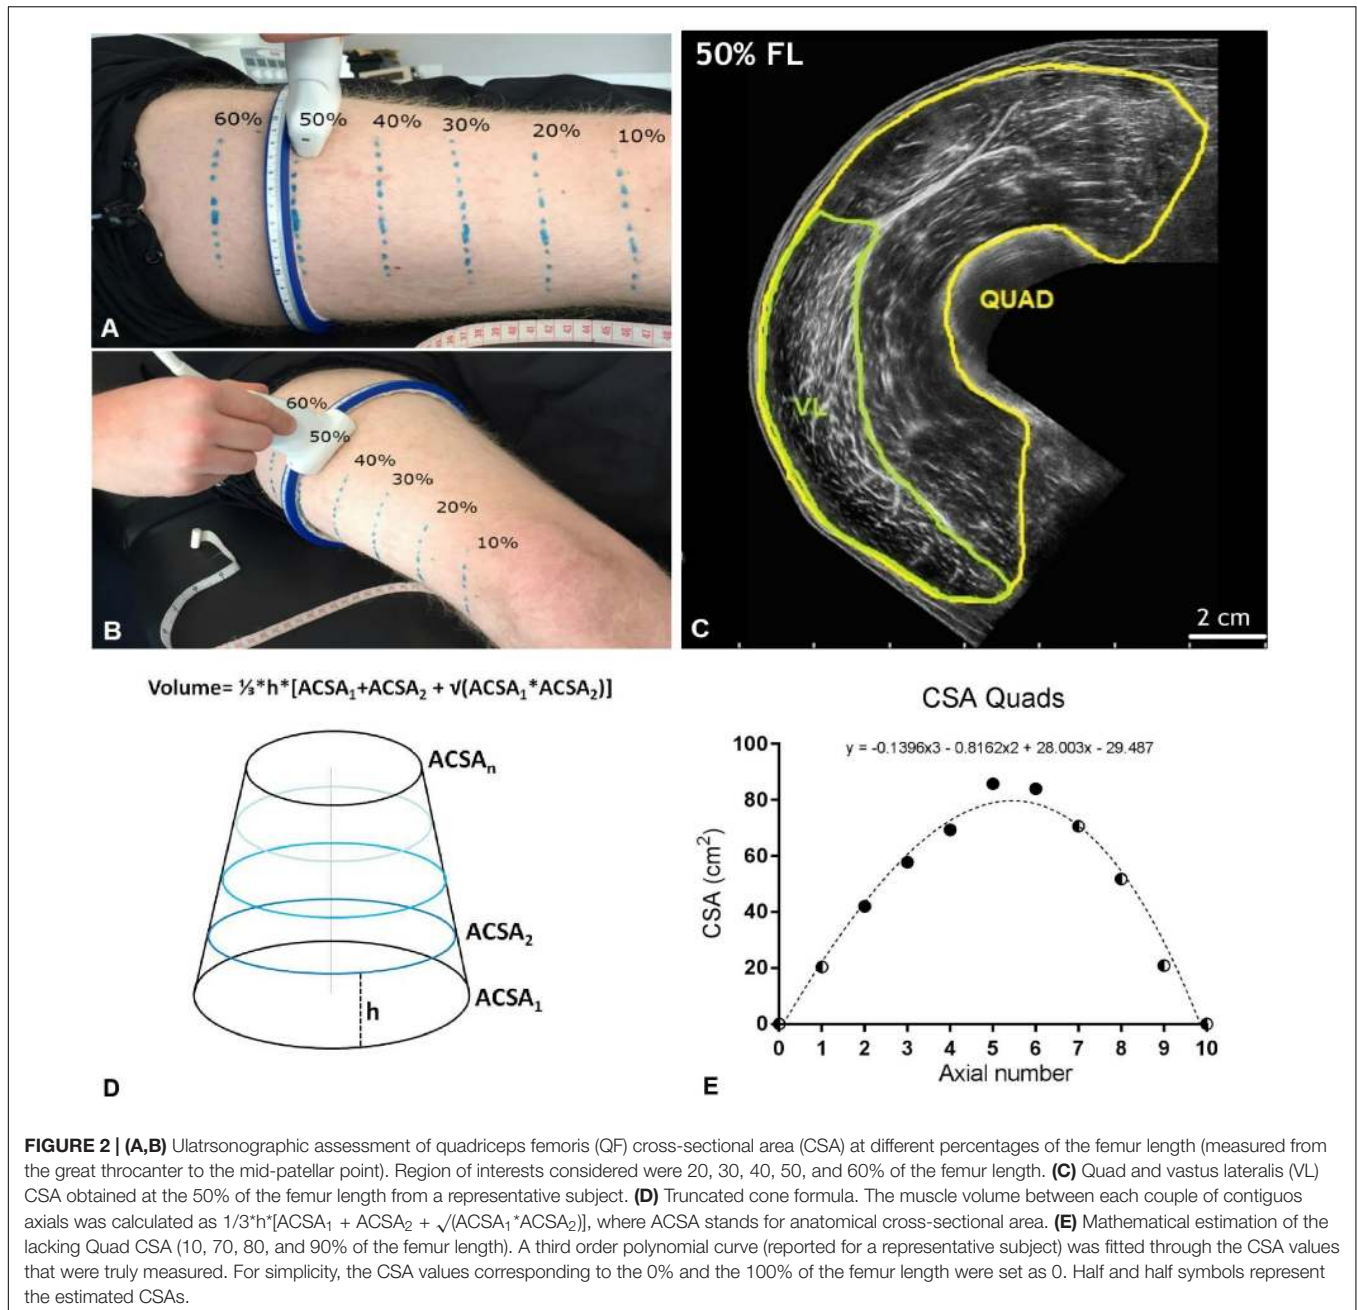 60% 50% 40% 30% 20% 10%
A
60%
50%
40%
30%
20%
10%
B
50% FL
QUAD
VL
C
2 cm
Volume= ⅓*h*[ACSA₁+ACSA₂ + √(ACSA₁*ACSA₂)]
ACSAₙ
ACSA₂
ACSA₁
h
D
CSA Quads
y = -0.1396x3 - 0.8162x2 + 28.003x - 29.487
100
80
60
40
20
0
CSA (cm²)
0 1 2 3 4 5 6 7 8 9 10
Axial number
E
FIGURE 2 | (A,B) Ulatrsonographic assessment of quadriceps femoris (QF) cross-sectional area (CSA) at different percentages of the femur length (measured from
the great throcanter to the mid-patellar point). Region of interests considered were 20, 30, 40, 50, and 60% of the femur length. (C) Quad and vastus lateralis (VL)
CSA obtained at the 50% of the femur length from a representative subject. (D) Truncated cone formula. The muscle volume between each couple of contiguos
axials was calculated as 1/3*h*[ACSA₁ + ACSA₂ + √(ACSA₁*ACSA₂)], where ACSA stands for anatomical cross-sectional area. (E) Mathematical estimation of the
lacking Quad CSA (10, 70, 80, and 90% of the femur length). A third order polynomial curve (reported for a representative subject) was fitted through the CSA values
that were truly measured. For simplicity, the CSA values corresponding to the 0% and the 100% of the femur length were set as 0. Half and half symbols represent
the estimated CSAs.